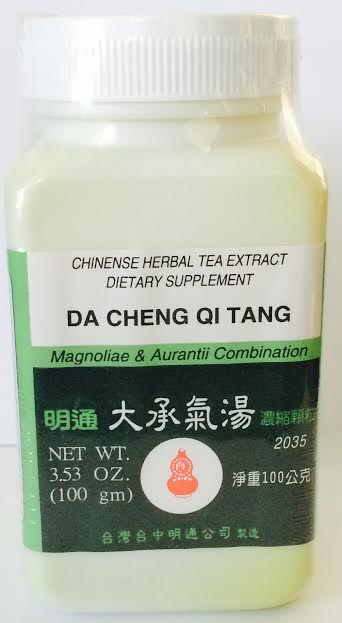 CHINENSE HERBAL TEA EXTRACT
DIETARY SUPPLEMENT
DA CHENG QI TANG
Magnoliae & Aurantii Combination
明通 大承氣湯 濃縮顆粒
2035
NET WT.
3.53 OZ.
(100 gm)
淨重100公克
台灣台中明通公司製造